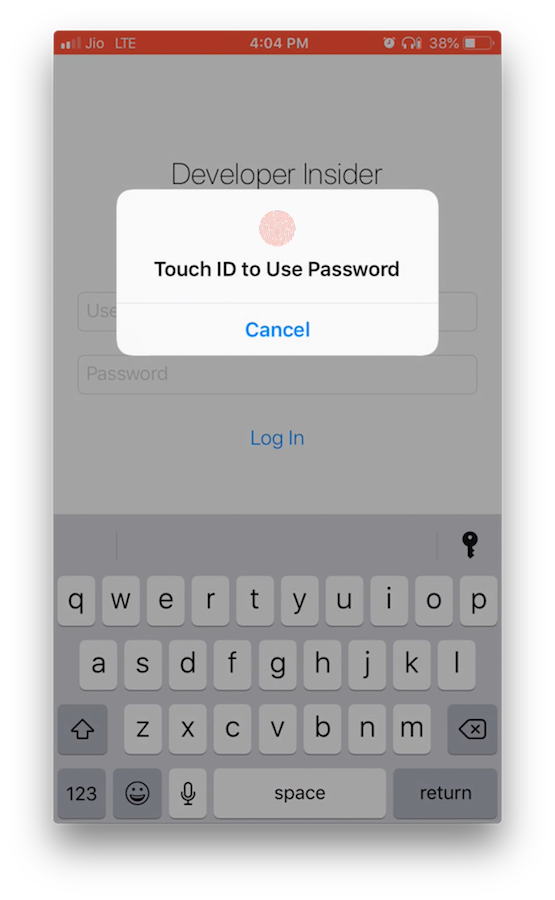 Jio LTE 4:04 PM 38%
Developer Insider
Touch ID to Use Password
Use
Cancel
Password
Log In
q w e r t y u i o p
a s d f g h j k l
z x c v b n m
123 space return